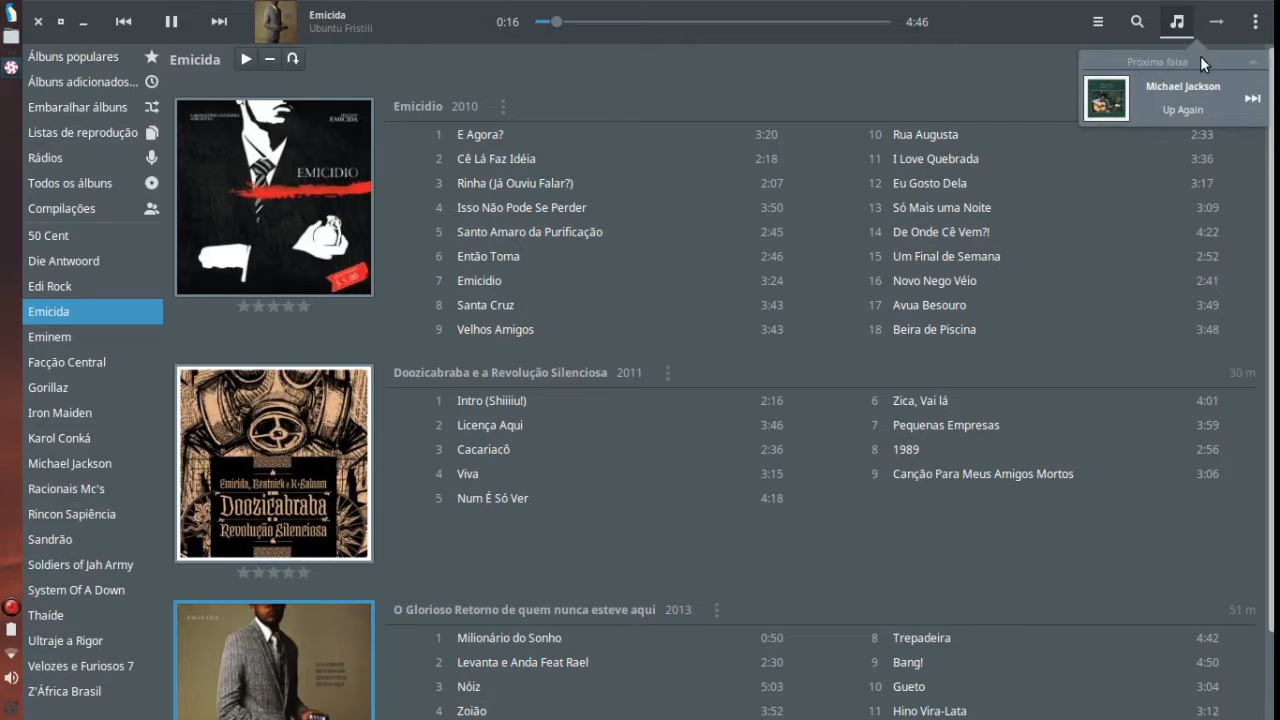 Emicida
Ubuntu Fristili
0:16
4:46
Próxima faixa
Michael Jackson
Up Again
Álbuns populares
Álbuns adicionados...
Embaralhar álbuns
Listas de reprodução
Rádios
Todos os álbuns
Compilações
50 Cent
Die Antwoord
Edi Rock
Emicida
Eminem
Facção Central
Gorillaz
Iron Maiden
Karol Conká
Michael Jackson
Racionais Mc's
Rincon Sapiência
Sandrão
Soldiers of Jah Army
System Of A Down
Thaíde
Ultraje a Rigor
Velozes e Furiosos 7
Z'África Brasil
Emicida
EMICIDIO
$ 5,00
Emicidio 2010
1 E Agora? 3:20
2 Cê Lá Faz Idéia 2:18
3 Rinha (Já Ouviu Falar?) 2:07
4 Isso Não Pode Se Perder 3:50
5 Santo Amaro da Purificação 2:45
6 Então Toma 2:46
7 Emicidio 3:24
8 Santa Cruz 3:43
9 Velhos Amigos 3:43
10 Rua Augusta 2:33
11 I Love Quebrada 3:36
12 Eu Gosto Dela 3:17
13 Só Mais uma Noite 3:09
14 De Onde Cê Vem?! 4:22
15 Um Final de Semana 2:52
16 Novo Nego Véio 2:41
17 Avua Besouro 3:49
18 Beira de Piscina 3:48
Emicida, Beatnick e K-Salaam
Doozicabraba
e a
Revolução Silenciosa
Doozicabraba e a Revolução Silenciosa 2011 30 m
1 Intro (Shiiiiu!) 2:16
2 Licença Aqui 3:46
3 Cacariacô 2:36
4 Viva 3:15
5 Num É Só Ver 4:18
6 Zica, Vai lá 4:01
7 Pequenas Empresas 3:59
8 1989 2:56
9 Canção Para Meus Amigos Mortos 3:06
EMICIDA
O Glorioso Retorno de quem nunca esteve aqui 2013 51 m
1 Milionário do Sonho 0:50
2 Levanta e Anda Feat Rael 2:30
3 Nóiz 5:03
4 Zoião 3:52
8 Trepadeira 4:42
9 Bang! 4:50
10 Gueto 3:04
11 Hino Vira-Lata 3:12